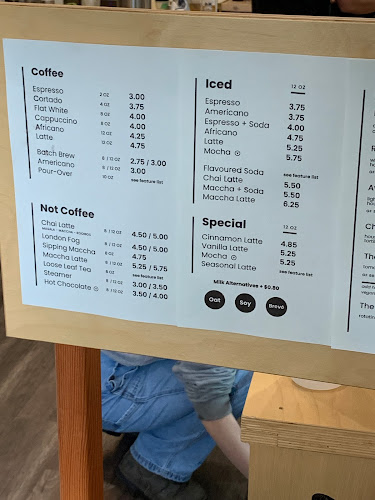 Coffee
Espresso 2 OZ 3.00
Cortado 4 OZ 3.75
Flat White 6 OZ 4.00
Cappuccino 8 OZ 4.00
Africano 8 OZ 4.25
Latte 12 OZ 4.75
Batch Brew 8 / 12 OZ 2.75 / 3.00
Americano 8 / 12 OZ 3.00
Pour-Over 10 OZ see feature list
Not Coffee
Chai Latte 8 / 12 OZ 4.50 / 5.00
London Fog 8 / 12 OZ 4.50 / 5.00
Sipping Maccha 6 OZ 4.75
Maccha Latte 8 / 12 OZ 5.25 / 5.75
Loose Leaf Tea see feature list
Steamer 8 / 12 OZ 3.00 / 3.50
Hot Chocolate 8 / 12 OZ 3.50 / 4.00
Iced 12 OZ
Espresso 3.75
Americano 3.75
Espresso + Soda 4.00
Africano 4.75
Latte 5.25
Mocha 5.75
Flavoured Soda see feature list
Chai Latte 5.50
Maccha + Soda 5.50
Maccha Latte 6.25
Special 12 OZ
Cinnamon Latte 4.85
Vanilla Latte 5.25
Mocha 5.25
Seasonal Latte see feature list
Milk Alternatives + $0.80
Oat Soy Brevé